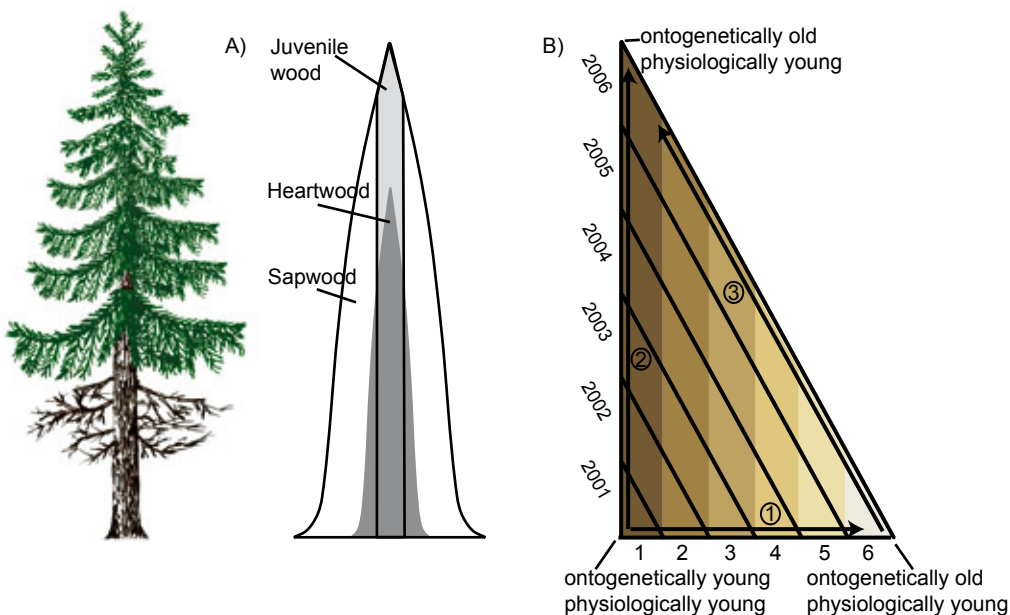 A)
Juvenile
wood
Heartwood
Sapwood
B)
ontogenetically old
physiologically young
2006
2005
2004
2003
2002
2001
③
②
①
1 2 3 4 5 6
ontogenetically young
physiologically young
ontogenetically old
physiologically young